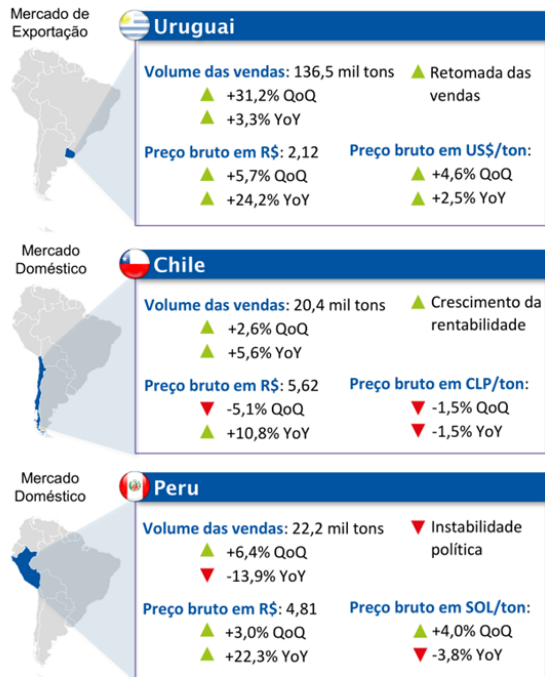 Mercado de
Exportação
Uruguai
Volume das vendas: 136,5 mil tons
+31,2% QoQ
+3,3% YoY
Retomada das
vendas
Preço bruto em R$: 2,12
+5,7% QoQ
+24,2% YoY
Preço bruto em US$/ton:
+4,6% QoQ
+2,5% YoY
Mercado
Doméstico
Chile
Volume das vendas: 20,4 mil tons
+2,6% QoQ
+5,6% YoY
Crescimento da
rentabilidade
Preço bruto em R$: 5,62
-5,1% QoQ
+10,8% YoY
Preço bruto em CLP/ton:
-1,5% QoQ
-1,5% YoY
Mercado
Doméstico
Peru
Volume das vendas: 22,2 mil tons
+6,4% QoQ
-13,9% YoY
Instabilidade
política
Preço bruto em R$: 4,81
+3,0% QoQ
+22,3% YoY
Preço bruto em SOL/ton:
+4,0% QoQ
-3,8% YoY